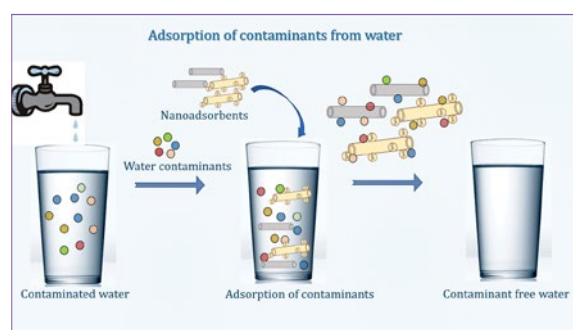 Adsorption of contaminants from water
Nanoadsorbents
Water contaminants
Contaminated water
Adsorption of contaminants
Contaminant free water